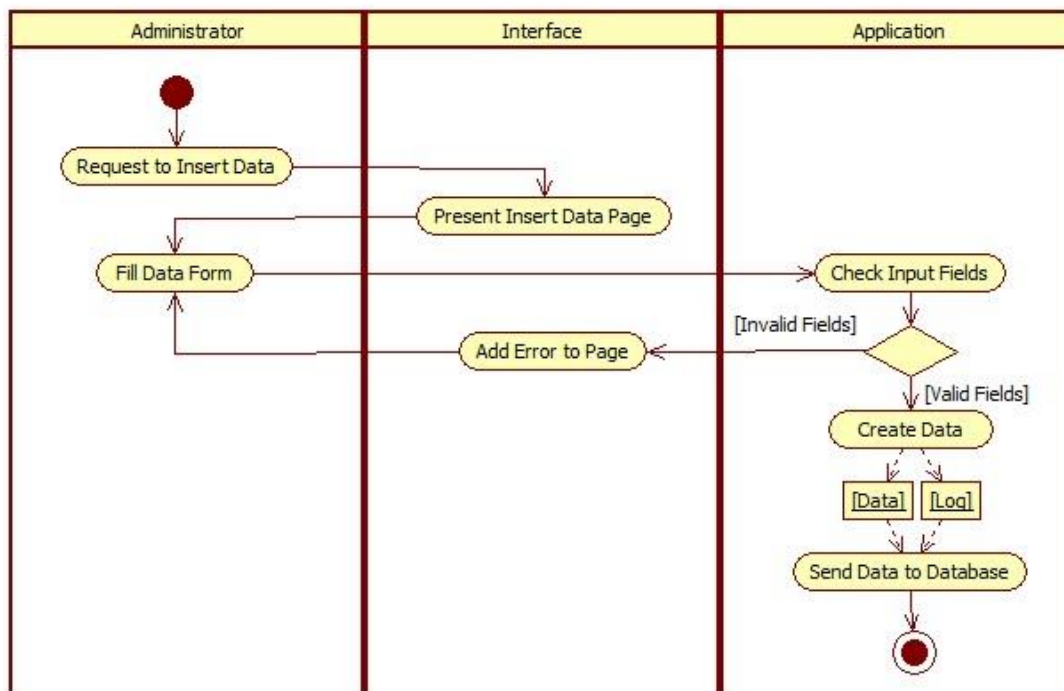 Administrator
Interface
Application
Request to Insert Data
Present Insert Data Page
Fill Data Form
Check Input Fields
[Invalid Fields]
Add Error to Page
[Valid Fields]
Create Data
[Data]
[Log]
Send Data to Database